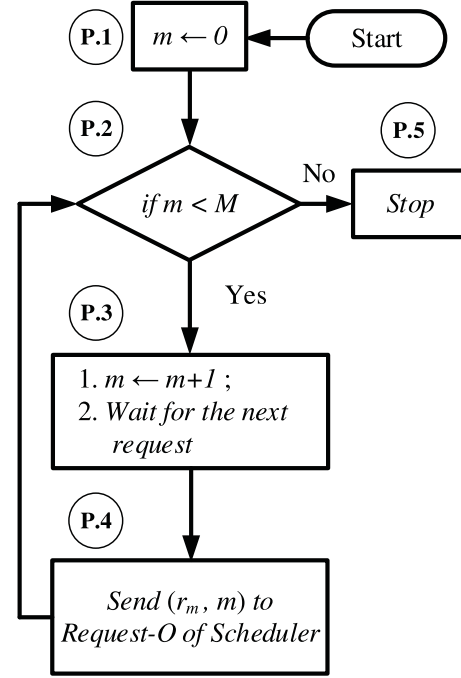 P.1
m ← 0
Start
P.2
P.5
if m < M
No
Stop
Yes
P.3
1. m ← m+1 ;
2. Wait for the next
request
P.4
Send (rₘ , m) to
Request-O of Scheduler